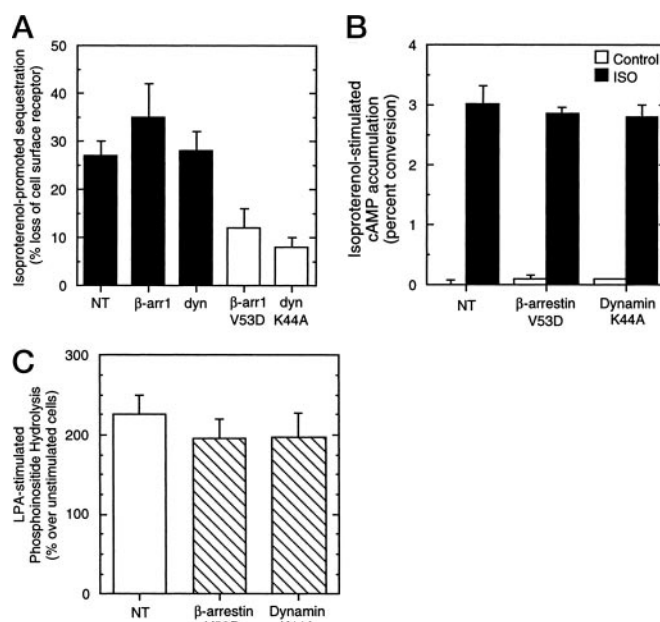 A
Isoproterenol-promoted sequestration
(% loss of cell surface receptor)
50
40
30
20
10
0
NT
β-arr1
dyn
β-arr1
V53D
dyn
K44A
B
Isoproterenol-stimulated
cAMP accumulation
(percent conversion)
4
3
2
1
0
Control
ISO
NT
β-arrestin
V53D
Dynamin
K44A
C
LPA-stimulated
Phosphoinositide Hydrolysis
(% over unstimulated cells)
300
200
100
0
NT
β-arrestin
Dynamin